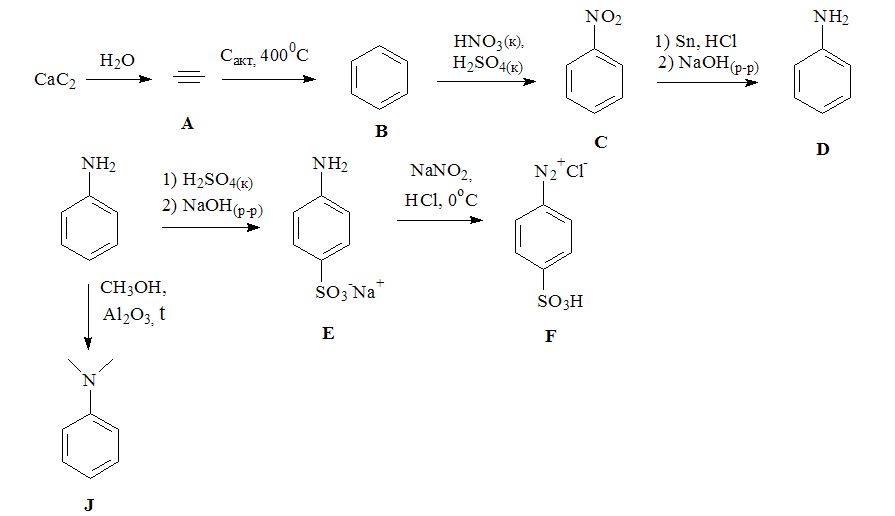 CaC2 H2O A
Cакт, 400⁰C B
HNO3(к),
H2SO4(к)
NO2
C
1) Sn, HCl
2) NaOH(р-р)
NH2
D
NH2
1) H2SO4(к)
2) NaOH(р-р)
NH2
SO3⁻Na⁺
E
NaNO2,
HCl, 0⁰C
N2⁺Cl⁻
SO3H
F
CH3OH,
Al2O3, t
N
J